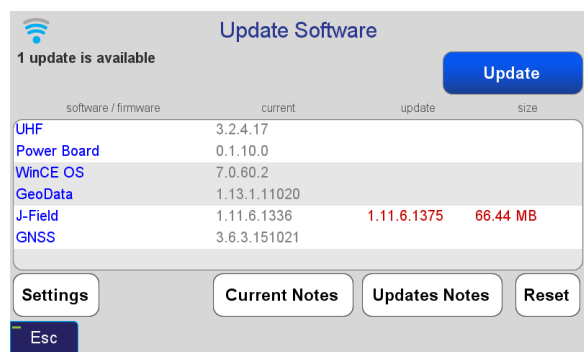 Update Software
1 update is available
Update
software / firmware current update size
UHF 3.2.4.17
Power Board 0.1.10.0
WinCE OS 7.0.60.2
GeoData 1.13.1.11020
J-Field 1.11.6.1336 1.11.6.1375 66.44 MB
GNSS 3.6.3.151021
Settings Current Notes Updates Notes Reset
Esc